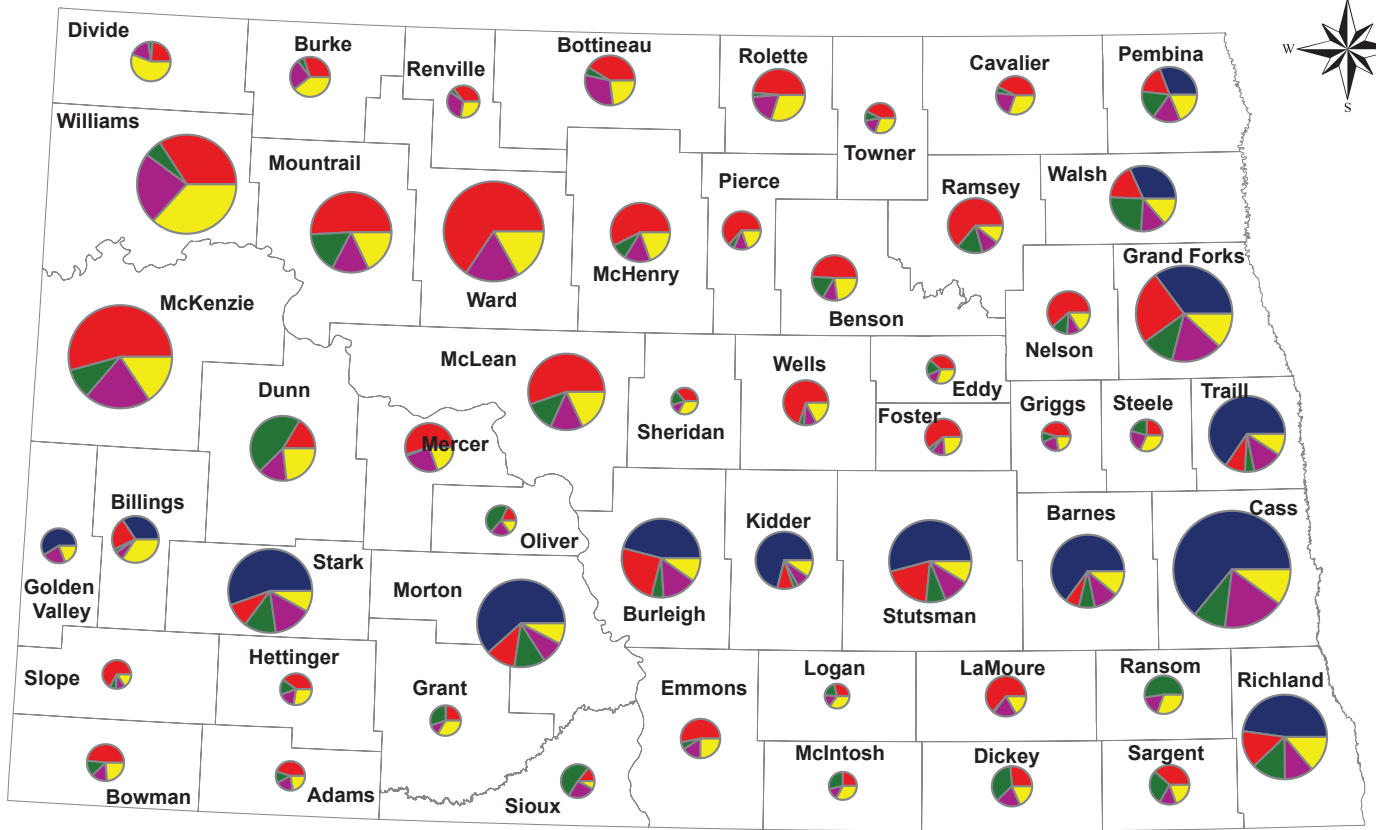 Divide
Burke
Renville
Bottineau
Rolette
Towner
Cavalier
Pembina
W
S
Williams
Mountrail
Ward
McHenry
Pierce
Benson
Ramsey
Walsh
Grand Forks
McKenzie
Dunn
McLean
Mercer
Oliver
Sheridan
Wells
Eddy
Foster
Nelson
Griggs
Steele
Traill
Golden
Valley
Billings
Stark
Morton
Burleigh
Kidder
Stutsman
Barnes
Cass
Slope
Hettinger
Grant
Emmons
Logan
LaMoure
Ransom
Richland
Bowman
Adams
Sioux
McIntosh
Dickey
Sargent